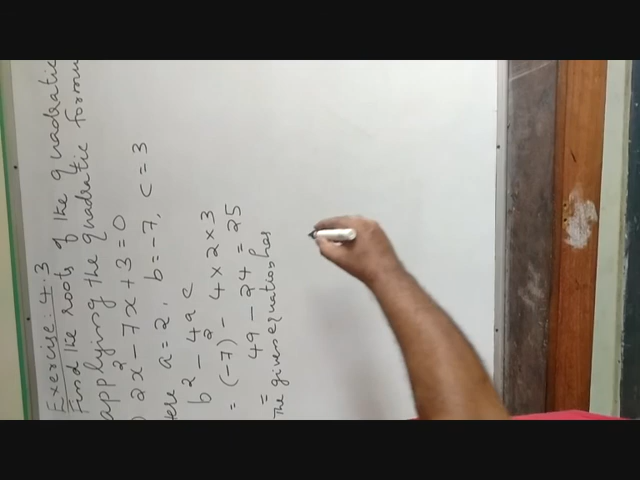 Exercise: 4.3
Find the roots of the quadratic
applying the quadratic formu
) 2x² - 7x + 3 = 0
Here a = 2, b = -7, c = 3
b² - 4ac
= (-7)² - 4×2×3
= 49 - 24 = 25
The given equation has